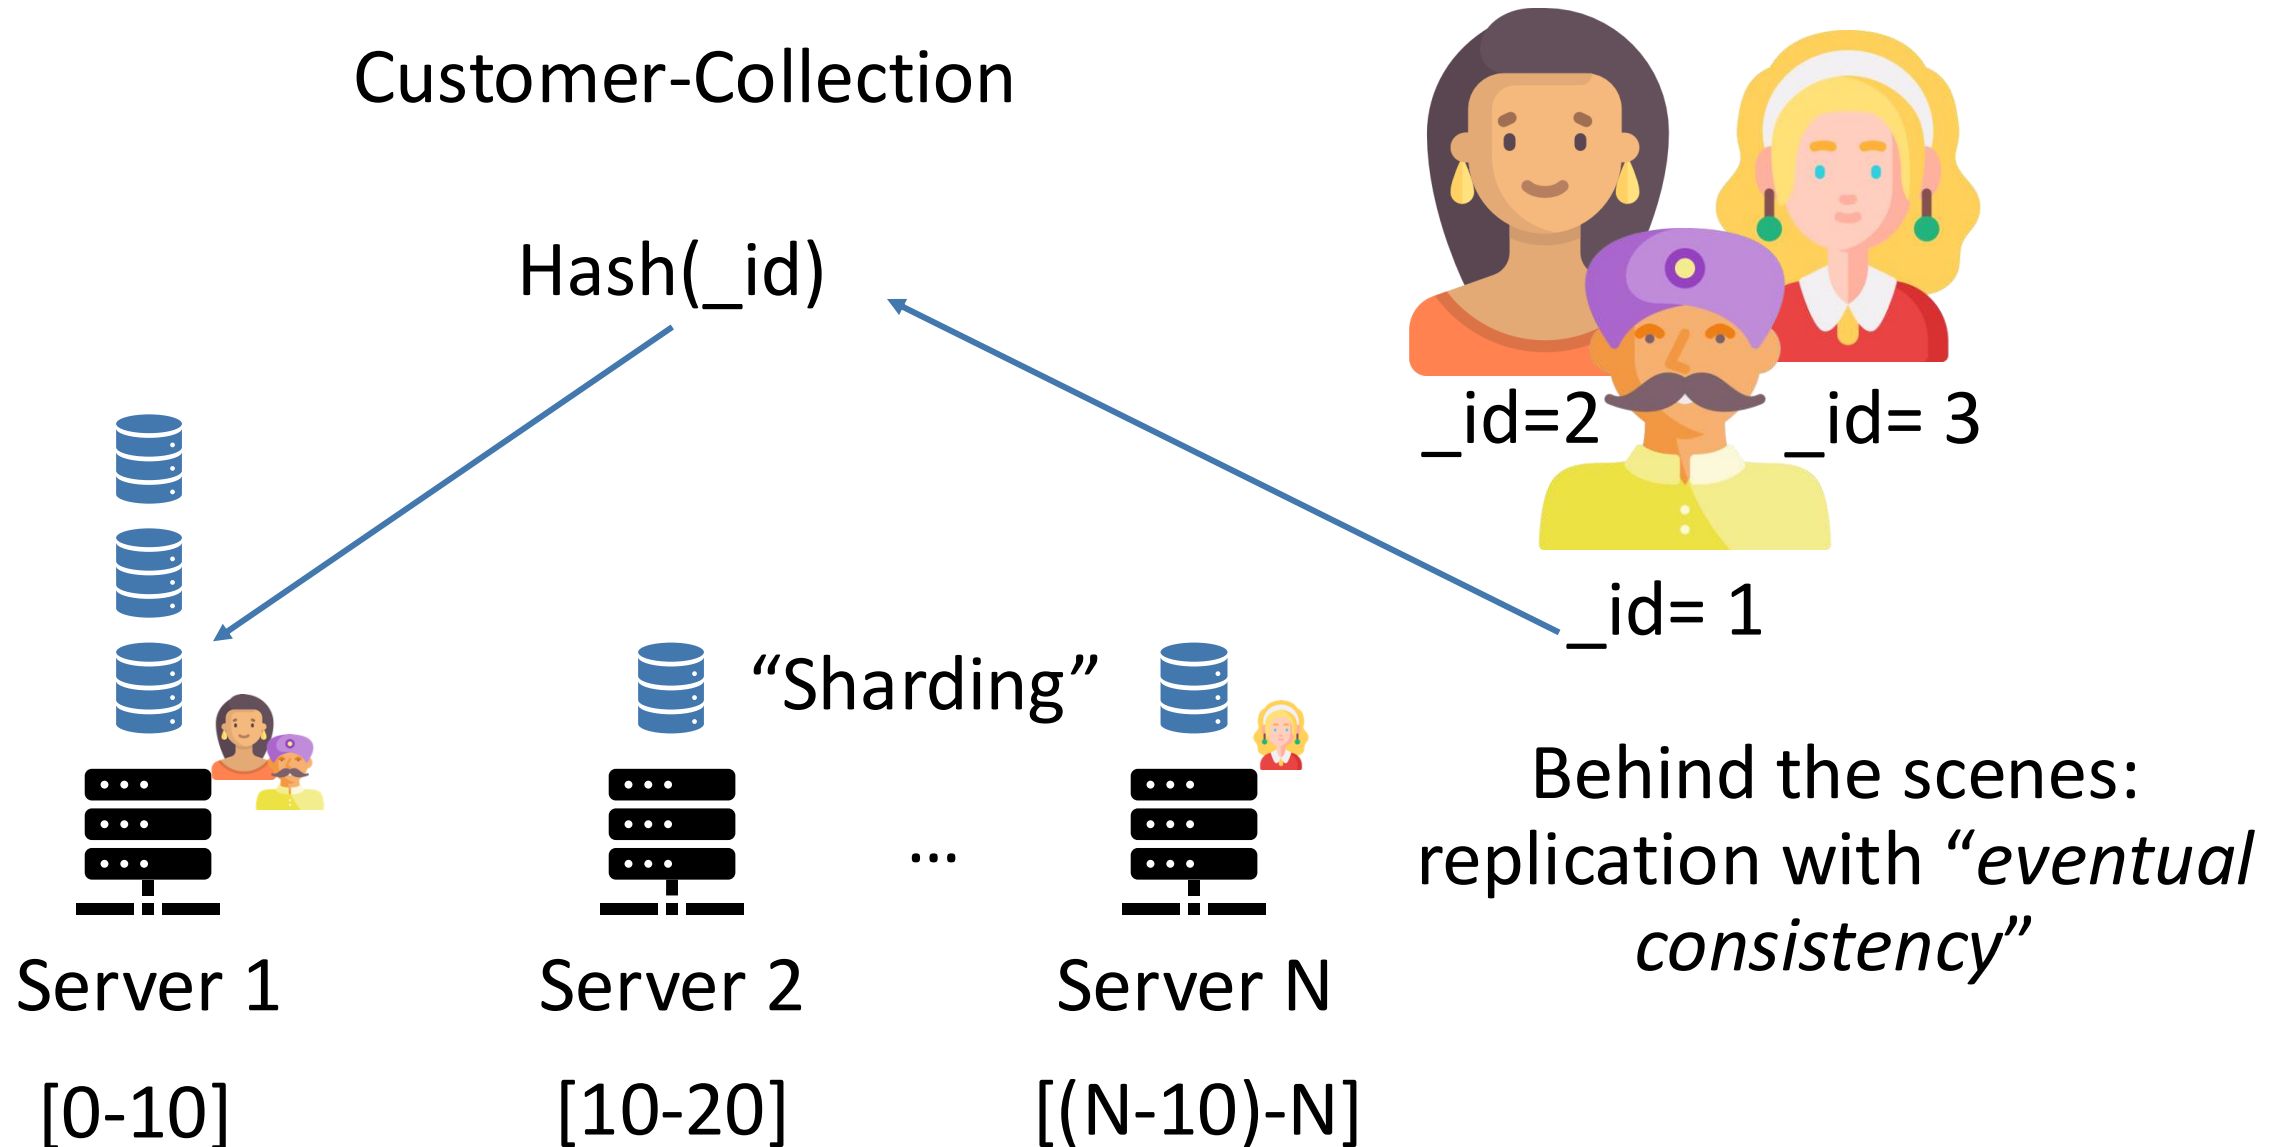 Customer-Collection
Hash(_id)
_id=2
_id= 3
_id= 1
“Sharding”
Behind the scenes:
replication with “eventual
consistency”
...
Server 1
Server 2
Server N
[0-10]
[10-20]
[(N-10)-N]